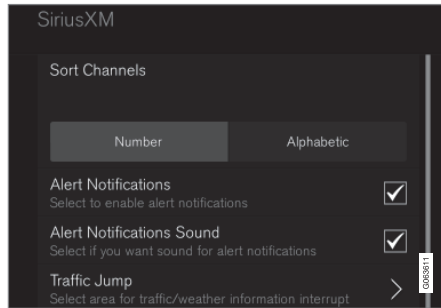 SiriusXM
Sort Channels
Number Alphabetic
Alert Notifications
Select to enable alert notifications
Alert Notifications Sound
Select if you want sound for alert notifications
Traffic Jump
Select area for traffic/weather information interrupt
G063611